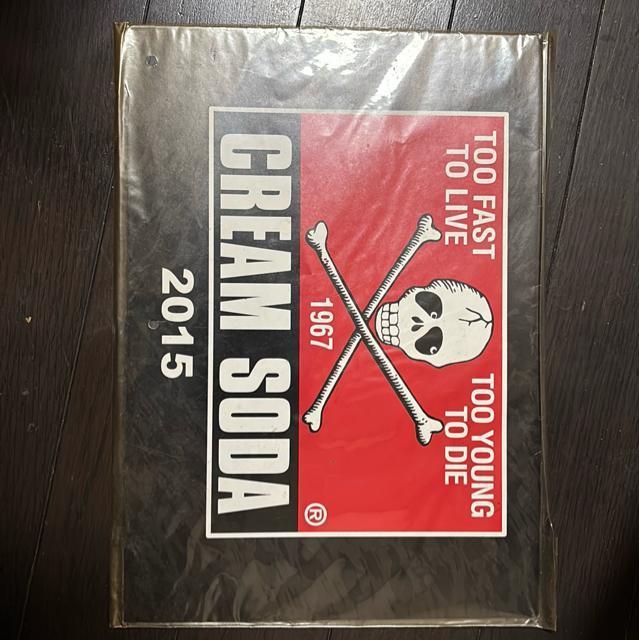 TOO FAST
TO LIVE
TOO YOUNG
TO DIE
1967
®
CREAM SODA
2015